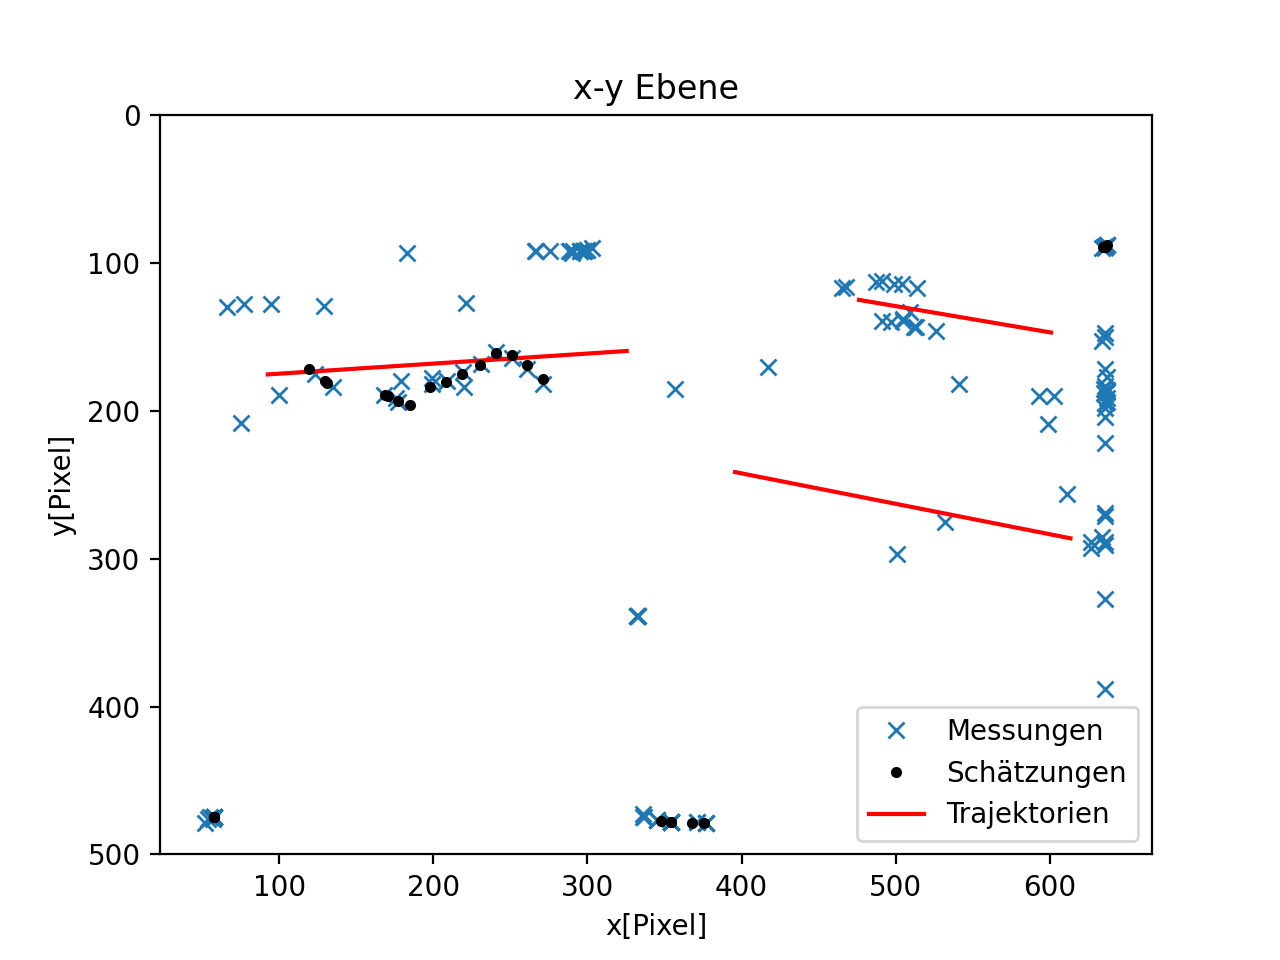 x-y Ebene
0
100
200
300
400
500
y[Pixel]
100
200
300
400
500
600
x[Pixel]
Messungen
Schätzungen
Trajektorien